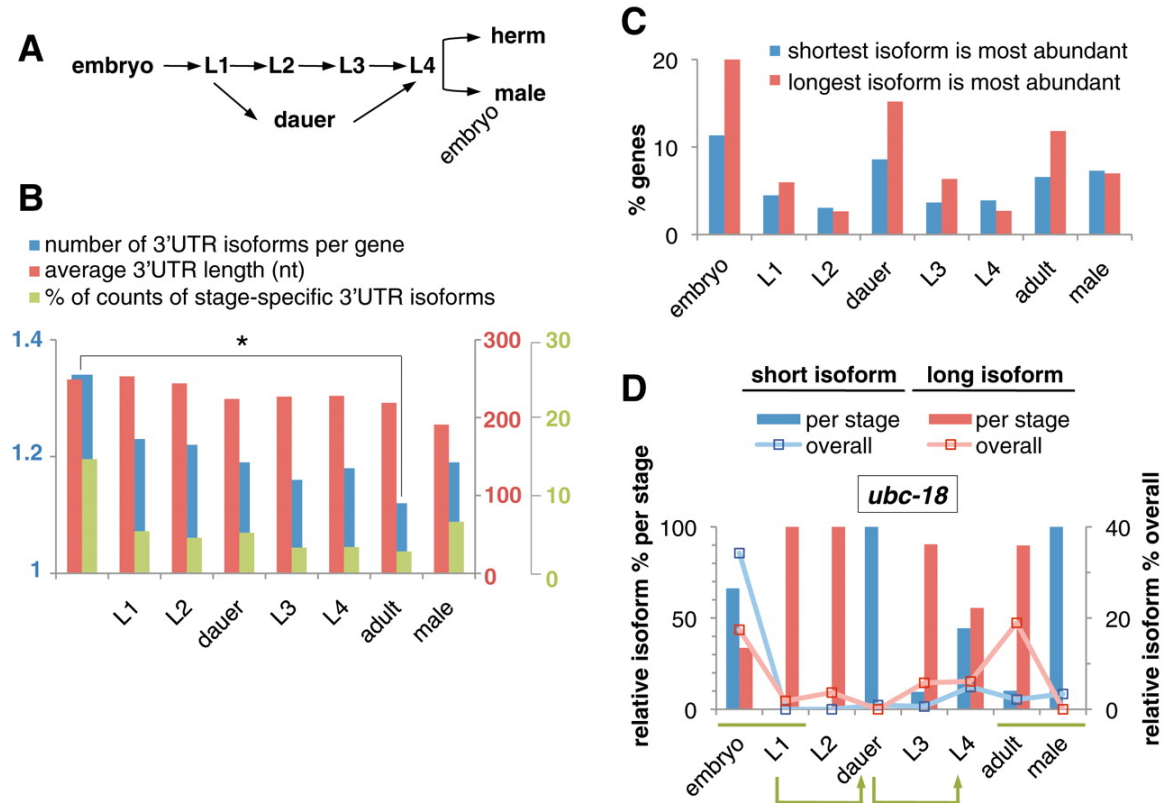 A
embryo L1 L2 L3 L4 herm
male
dauer
embryo
B
number of 3'UTR isoforms per gene
average 3'UTR length (nt)
% of counts of stage-specific 3'UTR isoforms
1.4 300 30
*
1.2 200 20
100 10
1 0 0
L1 L2 dauer L3 L4 adult male
C
shortest isoform is most abundant
longest isoform is most abundant
20
10
0
% genes
embryo L1 L2 dauer L3 L4 adult male
D
short isoform long isoform
per stage per stage
overall overall
ubc-18
relative isoform % per stage
100 40
50 20
0 0
relative isoform % overall
embryo L1 L2 dauer L3 L4 adult male